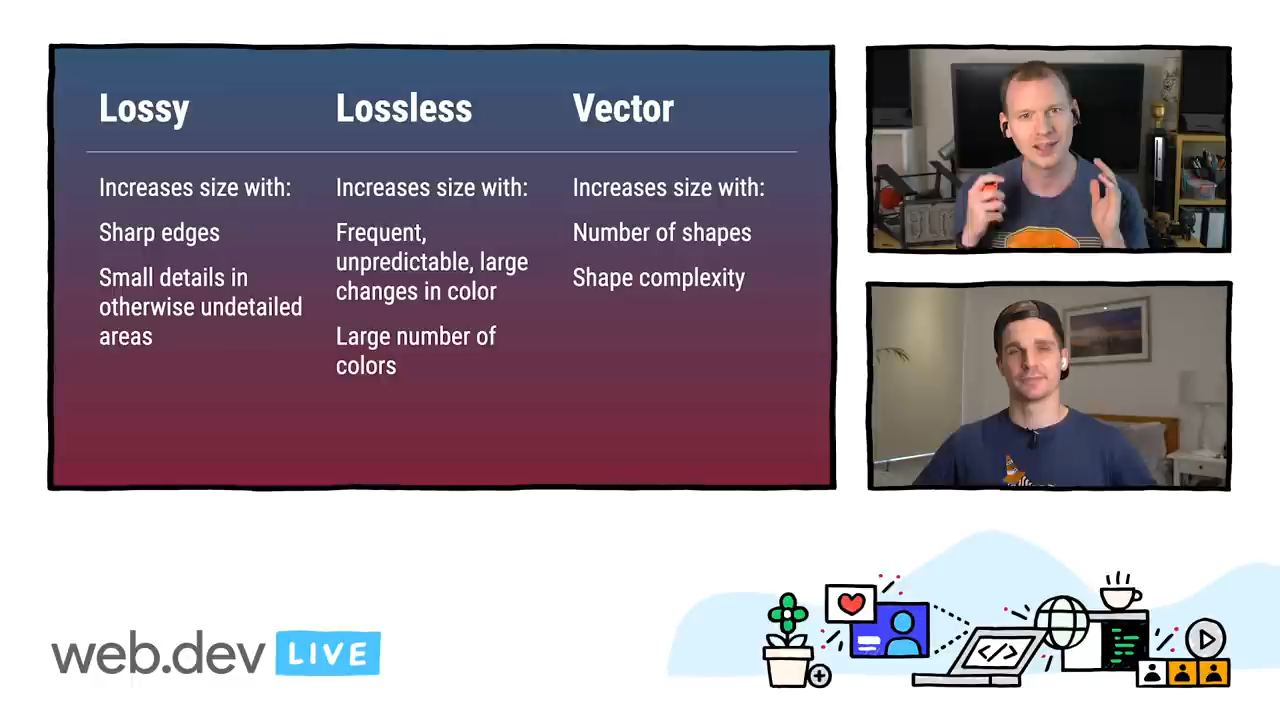 Lossy
Increases size with:
Sharp edges
Small details in
otherwise undetailed
areas
Lossless
Increases size with:
Frequent,
unpredictable, large
changes in color
Large number of
colors
Vector
Increases size with:
Number of shapes
Shape complexity
web.dev LIVE
</>